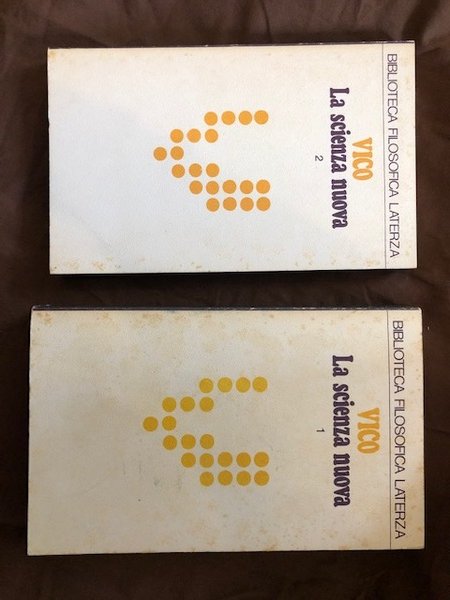 BIBLIOTECA FILOSOFICA LATERZA
VICO
La scienza nuova
2
BIBLIOTECA FILOSOFICA LATERZA
VICO
La scienza nuova
1